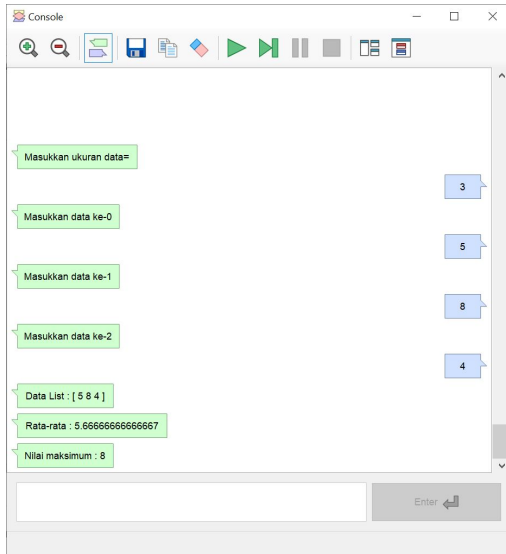 Console
Masukkan ukuran data=
3
Masukkan data ke-0
5
Masukkan data ke-1
8
Masukkan data ke-2
4
Data List : [ 5 8 4 ]
Rata-rata : 5.66666666666667
Nilai maksimum : 8
Enter